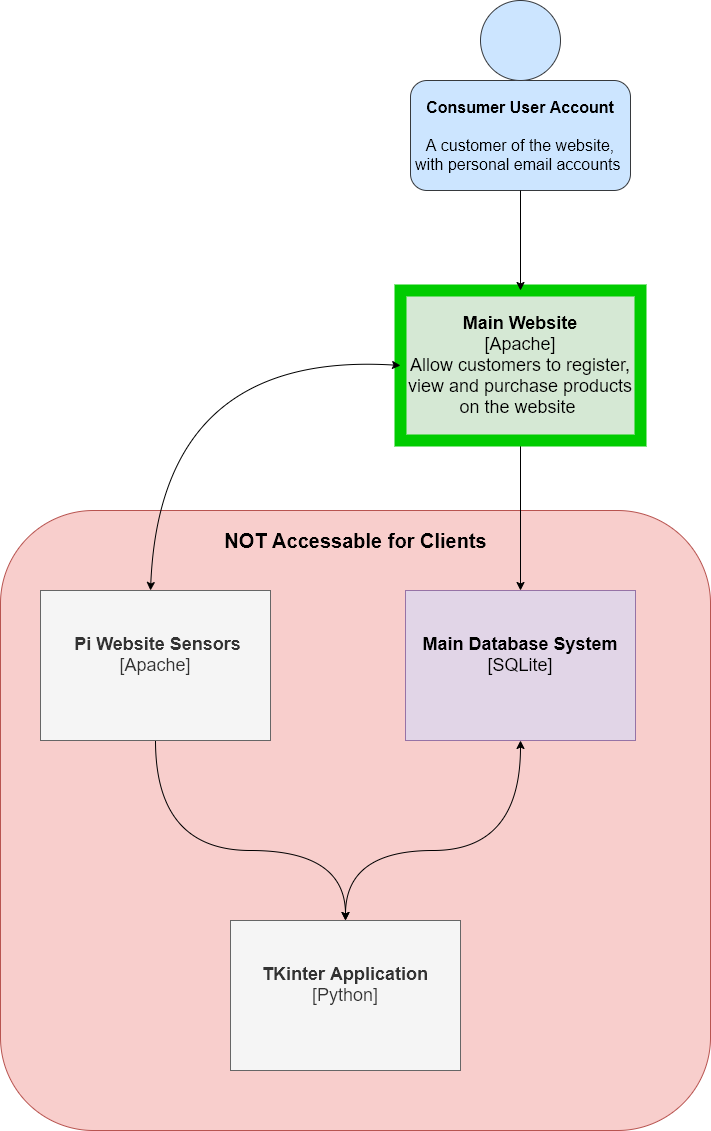 Consumer User Account
A customer of the website,
with personal email accounts
Main Website
[Apache]
Allow customers to register,
view and purchase products
on the website
NOT Accessable for Clients
Pi Website Sensors
[Apache]
Main Database System
[SQLite]
TKinter Application
[Python]